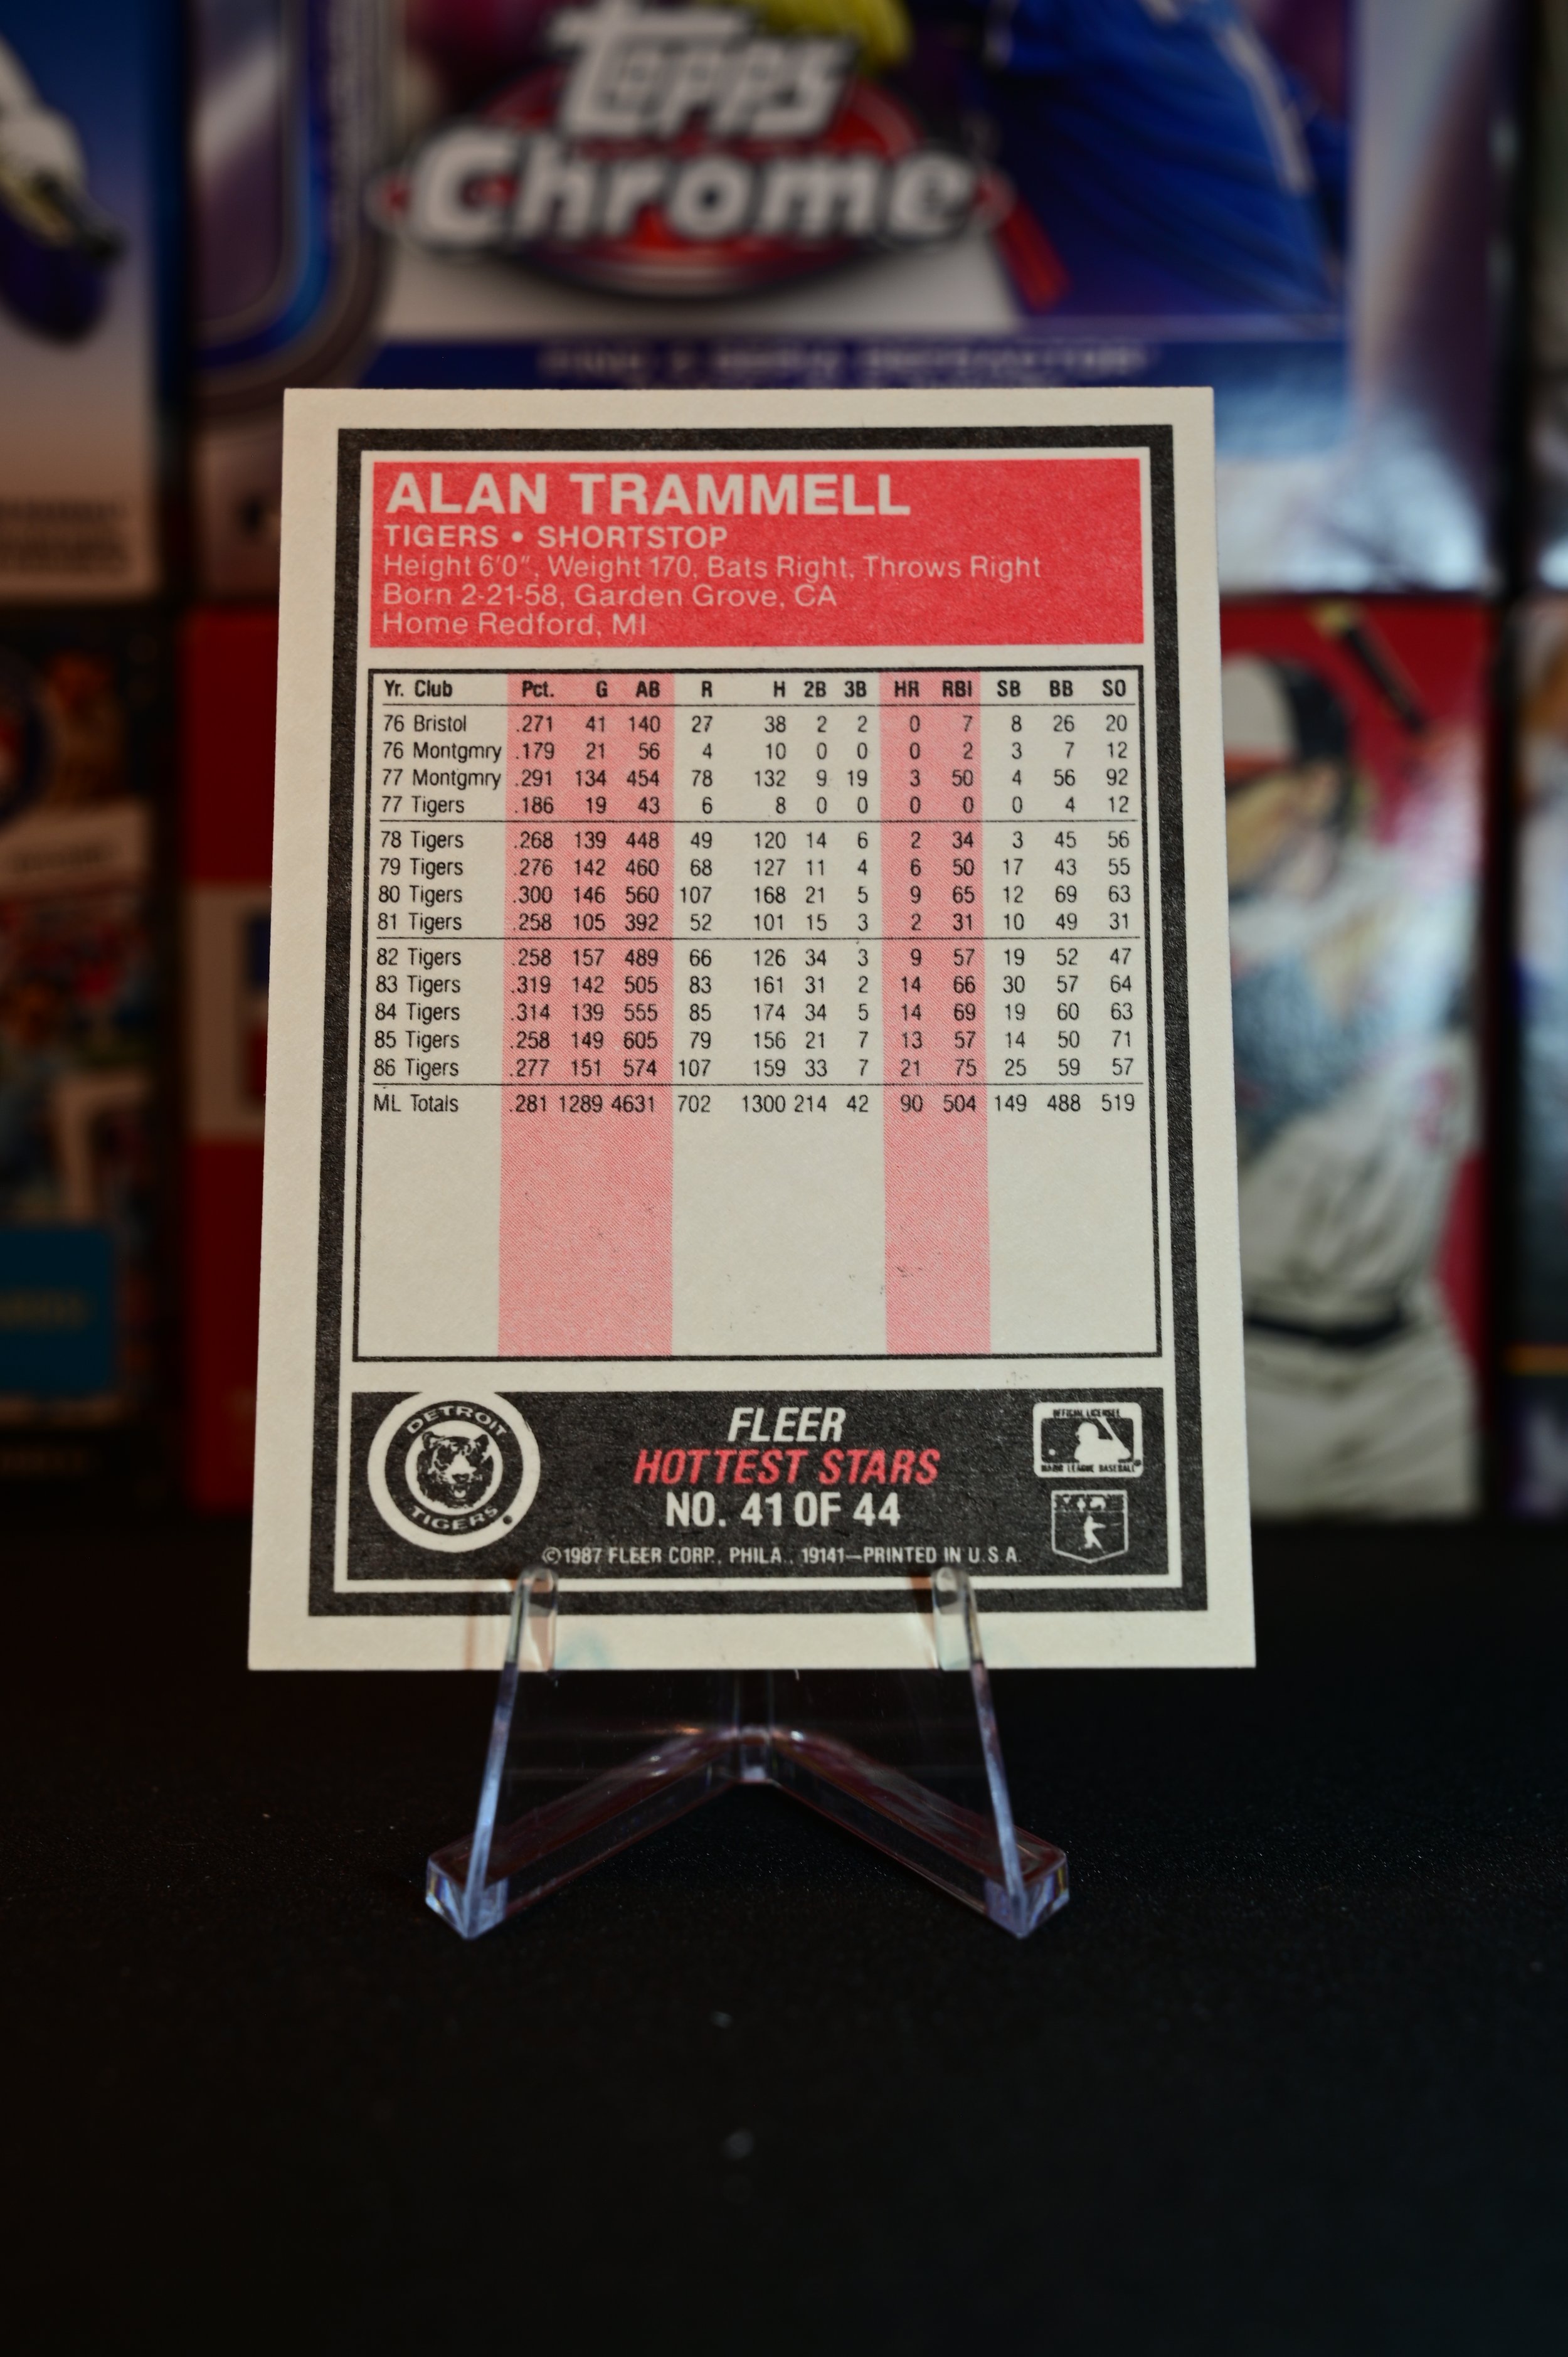 Topps
Chrome
ALAN TRAMMELL
TIGERS • SHORTSTOP
Height 6'0", Weight 170, Bats Right, Throws Right
Born 2-21-58, Garden Grove, CA
Home Redford, MI
Yr. Club Pct. G AB R H 2B 3B HR RBI SB BB SO
76 Bristol .271 41 140 27 38 2 2 0 7 8 26 20
76 Montgmry .179 21 56 4 10 0 0 0 2 3 7 12
77 Montgmry .291 134 454 78 132 9 19 3 50 4 56 92
77 Tigers .186 19 43 6 8 0 0 0 0 0 4 12
78 Tigers .268 139 448 49 120 14 6 2 34 3 45 56
79 Tigers .276 142 460 68 127 11 4 6 50 17 43 55
80 Tigers .300 146 560 107 168 21 5 9 65 12 69 63
81 Tigers .258 105 392 52 101 15 3 2 31 10 49 31
82 Tigers .258 157 489 66 126 34 3 9 57 19 52 47
83 Tigers .319 142 505 83 161 31 2 14 66 30 57 64
84 Tigers .314 139 555 85 174 34 5 14 69 19 60 63
85 Tigers .258 149 605 79 156 21 7 13 57 14 50 71
86 Tigers .277 151 574 107 159 33 7 21 75 25 59 57
ML Totals .281 1289 4631 702 1300 214 42 90 504 149 488 519
DETROIT
TIGERS
FLEER
HOTTEST STARS
NO. 41 OF 44
©1987 FLEER CORP., PHILA., 19141—PRINTED IN U.S.A.
OFFICIAL LICENSEE
MAJOR LEAGUE BASEBALL